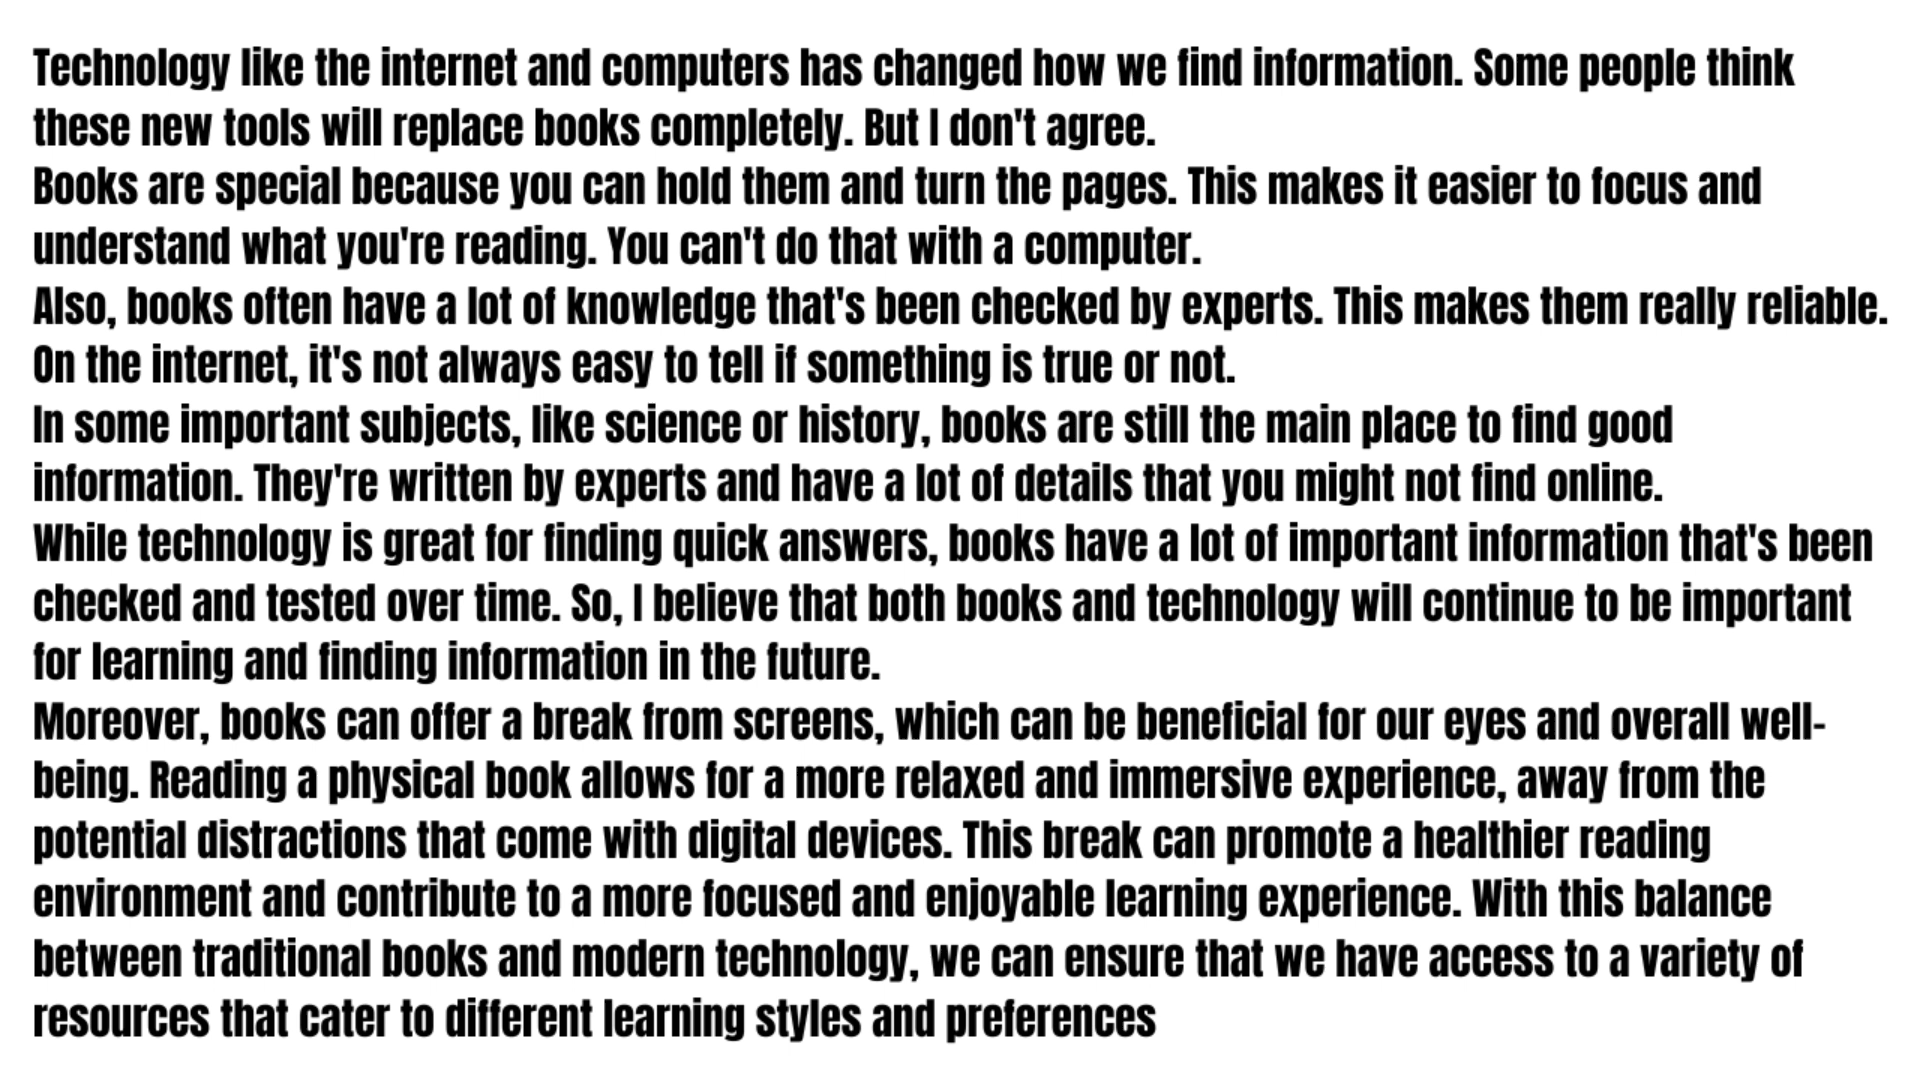 Technology like the internet and computers has changed how we find information. Some people think
these new tools will replace books completely. But I don't agree.
Books are special because you can hold them and turn the pages. This makes it easier to focus and
understand what you're reading. You can't do that with a computer.
Also, books often have a lot of knowledge that's been checked by experts. This makes them really reliable.
On the internet, it's not always easy to tell if something is true or not.
In some important subjects, like science or history, books are still the main place to find good
information. They're written by experts and have a lot of details that you might not find online.
While technology is great for finding quick answers, books have a lot of important information that's been
checked and tested over time. So, I believe that both books and technology will continue to be important
for learning and finding information in the future.
Moreover, books can offer a break from screens, which can be beneficial for our eyes and overall well-
being. Reading a physical book allows for a more relaxed and immersive experience, away from the
potential distractions that come with digital devices. This break can promote a healthier reading
environment and contribute to a more focused and enjoyable learning experience. With this balance
between traditional books and modern technology, we can ensure that we have access to a variety of
resources that cater to different learning styles and preferences